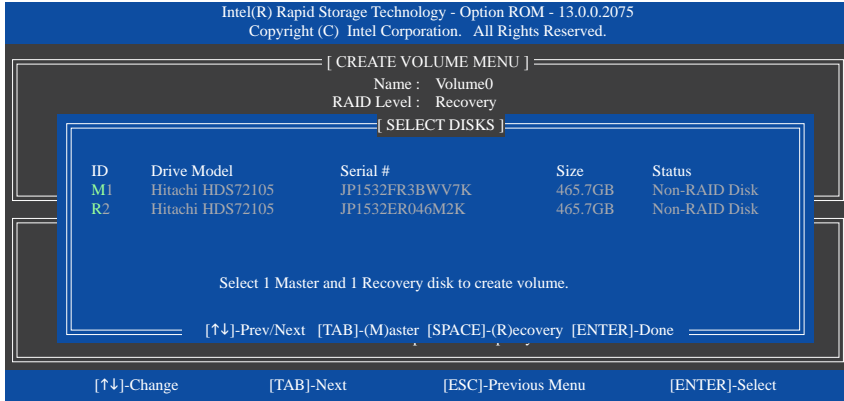 Intel(R) Rapid Storage Technology - Option ROM - 13.0.0.2075
Copyright (C) Intel Corporation. All Rights Reserved.
[ CREATE VOLUME MENU ]
Name : Volume0
RAID Level : Recovery
[ SELECT DISKS ]
ID Drive Model Serial # Size Status
M1 Hitachi HDS72105 JP1532FR3BWV7K 465.7GB Non-RAID Disk
R2 Hitachi HDS72105 JP1532ER046M2K 465.7GB Non-RAID Disk
Select 1 Master and 1 Recovery disk to create volume.
[↑↓]-Prev/Next [TAB]-(M)aster [SPACE]-(R)ecovery [ENTER]-Done
[↑↓]-Change [TAB]-Next [ESC]-Previous Menu [ENTER]-Select